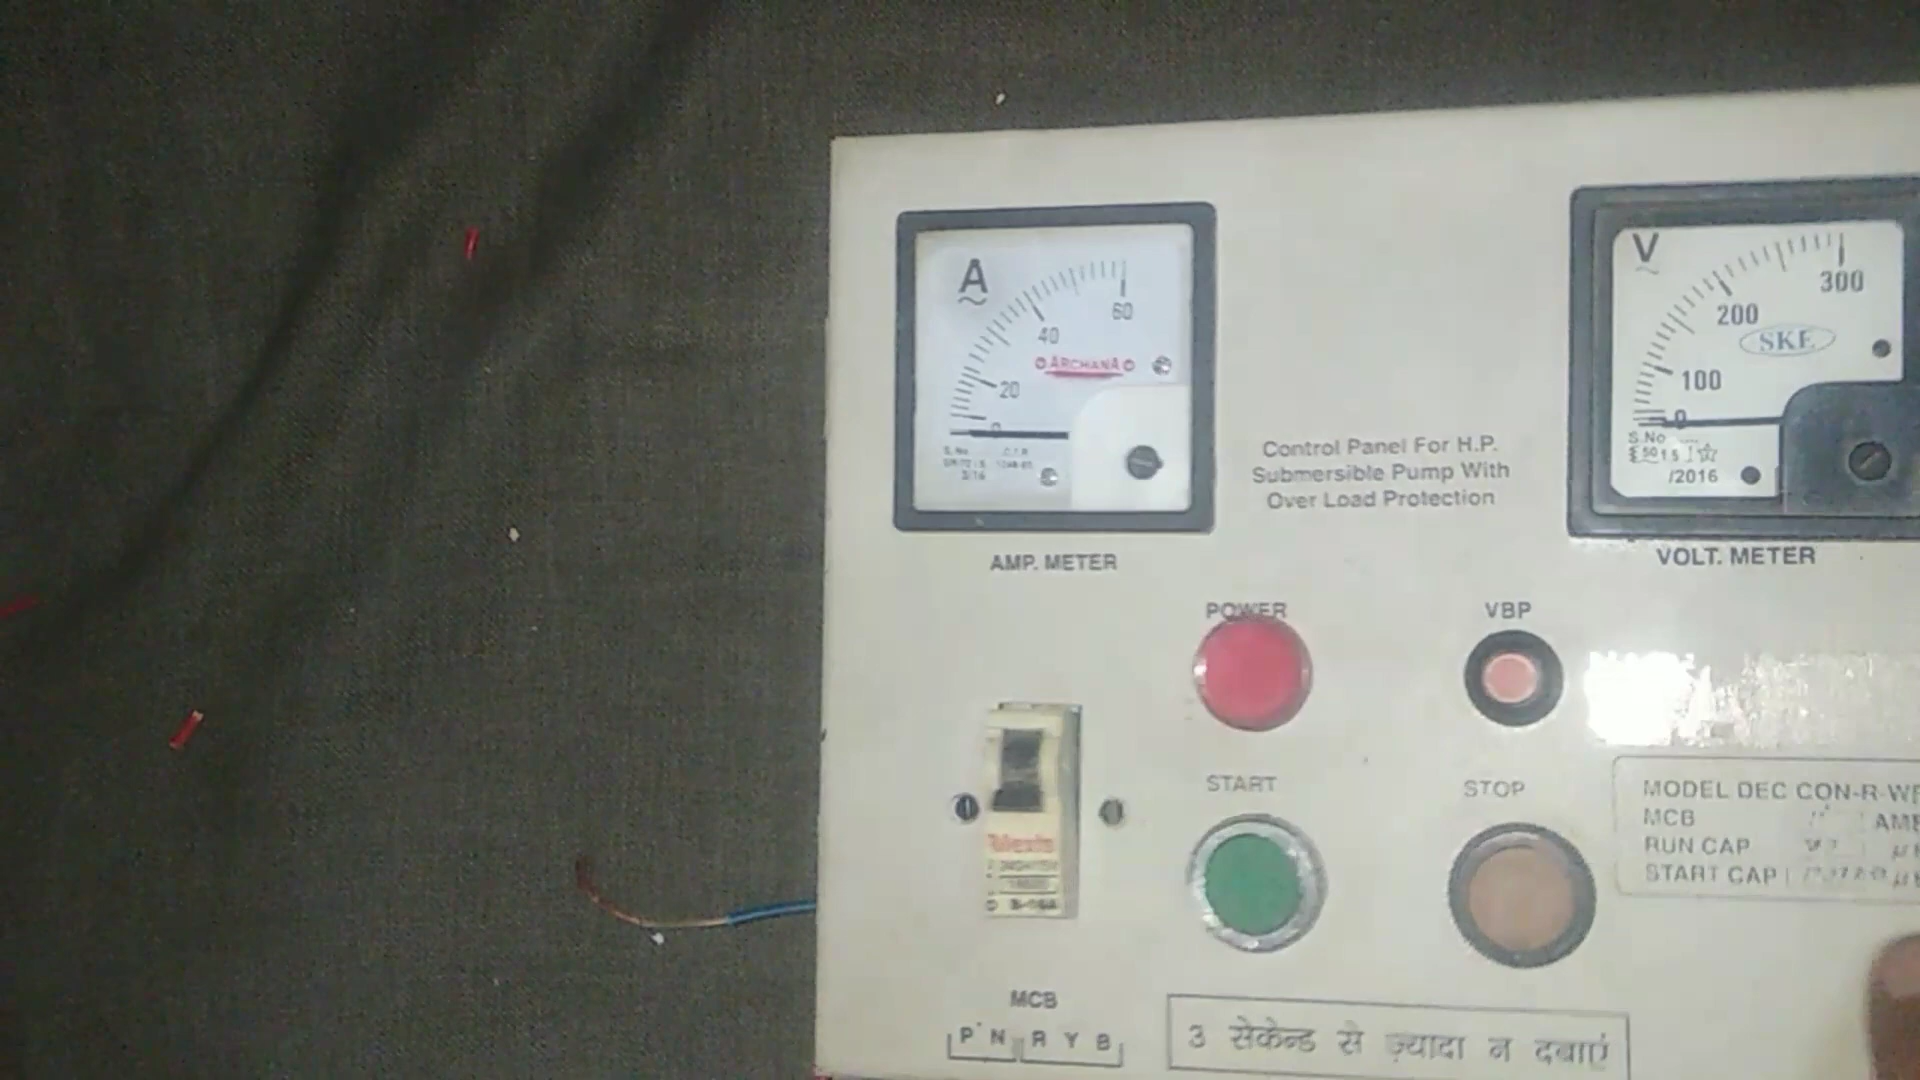 A
60
40
20
0
ARCHANA
AMP. METER
Control Panel For H.P.
Submersible Pump With
Over Load Protection
V
300
200
SKE
100
0
S.No
/2016
VOLT. METER
POWER
VBP
START
STOP
B-16A
MCB
P N R Y B
MODEL DEC CON-R-W
MCB
RUN CAP
START CAP
3 सेकेन्ड से ज़्यादा न दबाएं